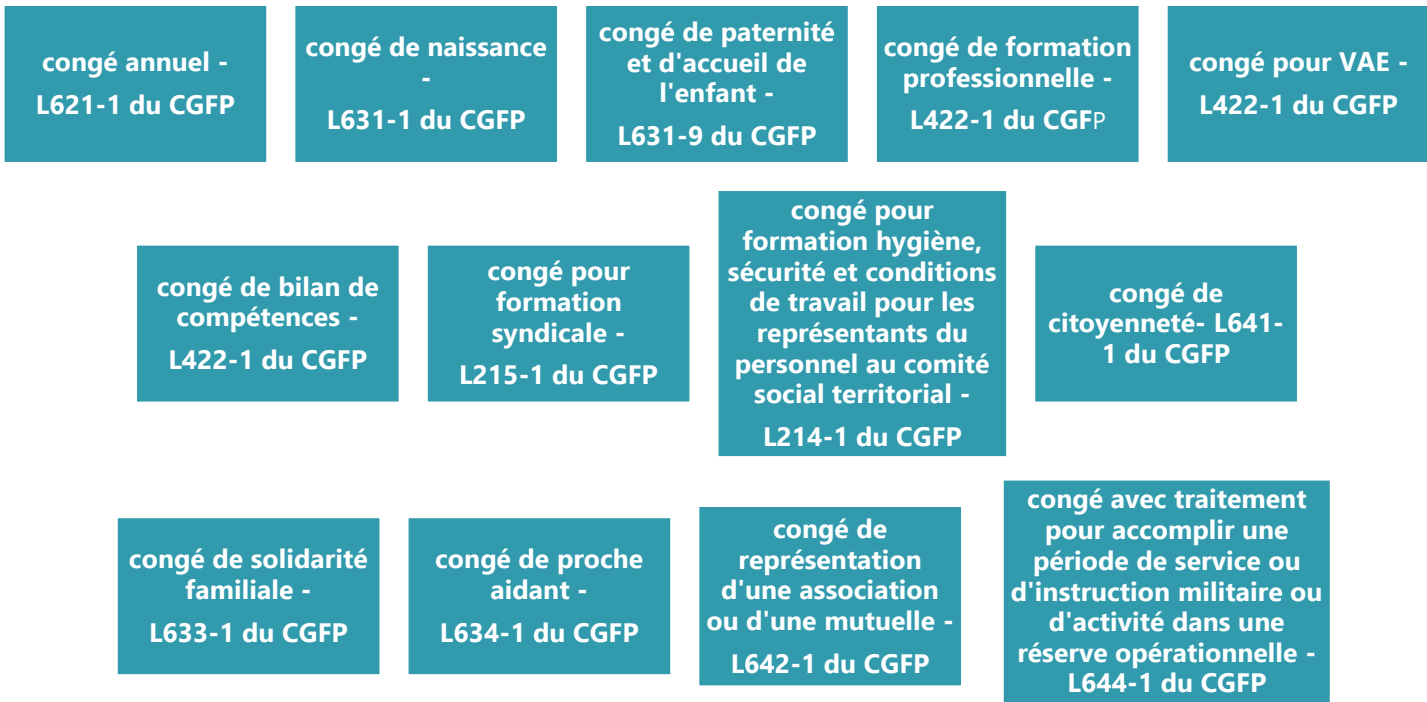 congé annuel -
L621-1 du CGFP
congé de naissance
-
L631-1 du CGFP
congé de paternité
et d'accueil de
l'enfant -
L631-9 du CGFP
congé de formation
professionnelle -
L422-1 du CGFP
congé pour VAE -
L422-1 du CGFP
congé de bilan de
compétences -
L422-1 du CGFP
congé pour
formation
syndicale -
L215-1 du CGFP
congé pour
formation hygiène,
sécurité et conditions
de travail pour les
représentants du
personnel au comité
social territorial -
L214-1 du CGFP
congé de
citoyenneté- L641-
1 du CGFP
congé de solidarité
familiale -
L633-1 du CGFP
congé de proche
aidant -
L634-1 du CGFP
congé de
représentation
d'une association
ou d'une mutuelle -
L642-1 du CGFP
congé avec traitement
pour accomplir une
période de service ou
d'instruction militaire ou
d'activité dans une
réserve opérationnelle -
L644-1 du CGFP